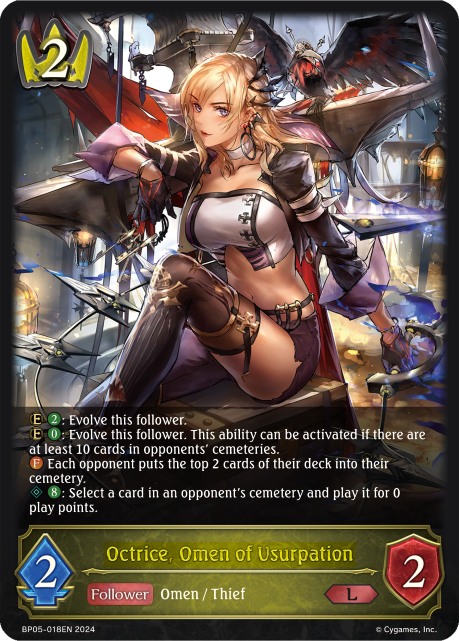 2
E 2: Evolve this follower.
E 0: Evolve this follower. This ability can be activated if there are
at least 10 cards in opponents' cemeteries.
F Each opponent puts the top 2 cards of their deck into their
cemetery.
8: Select a card in an opponent's cemetery and play it for 0
play points.
Octrice, Omen of Usurpation
2
Follower Omen / Thief
L
2
BP05-018EN 2024
© Cygames, Inc.